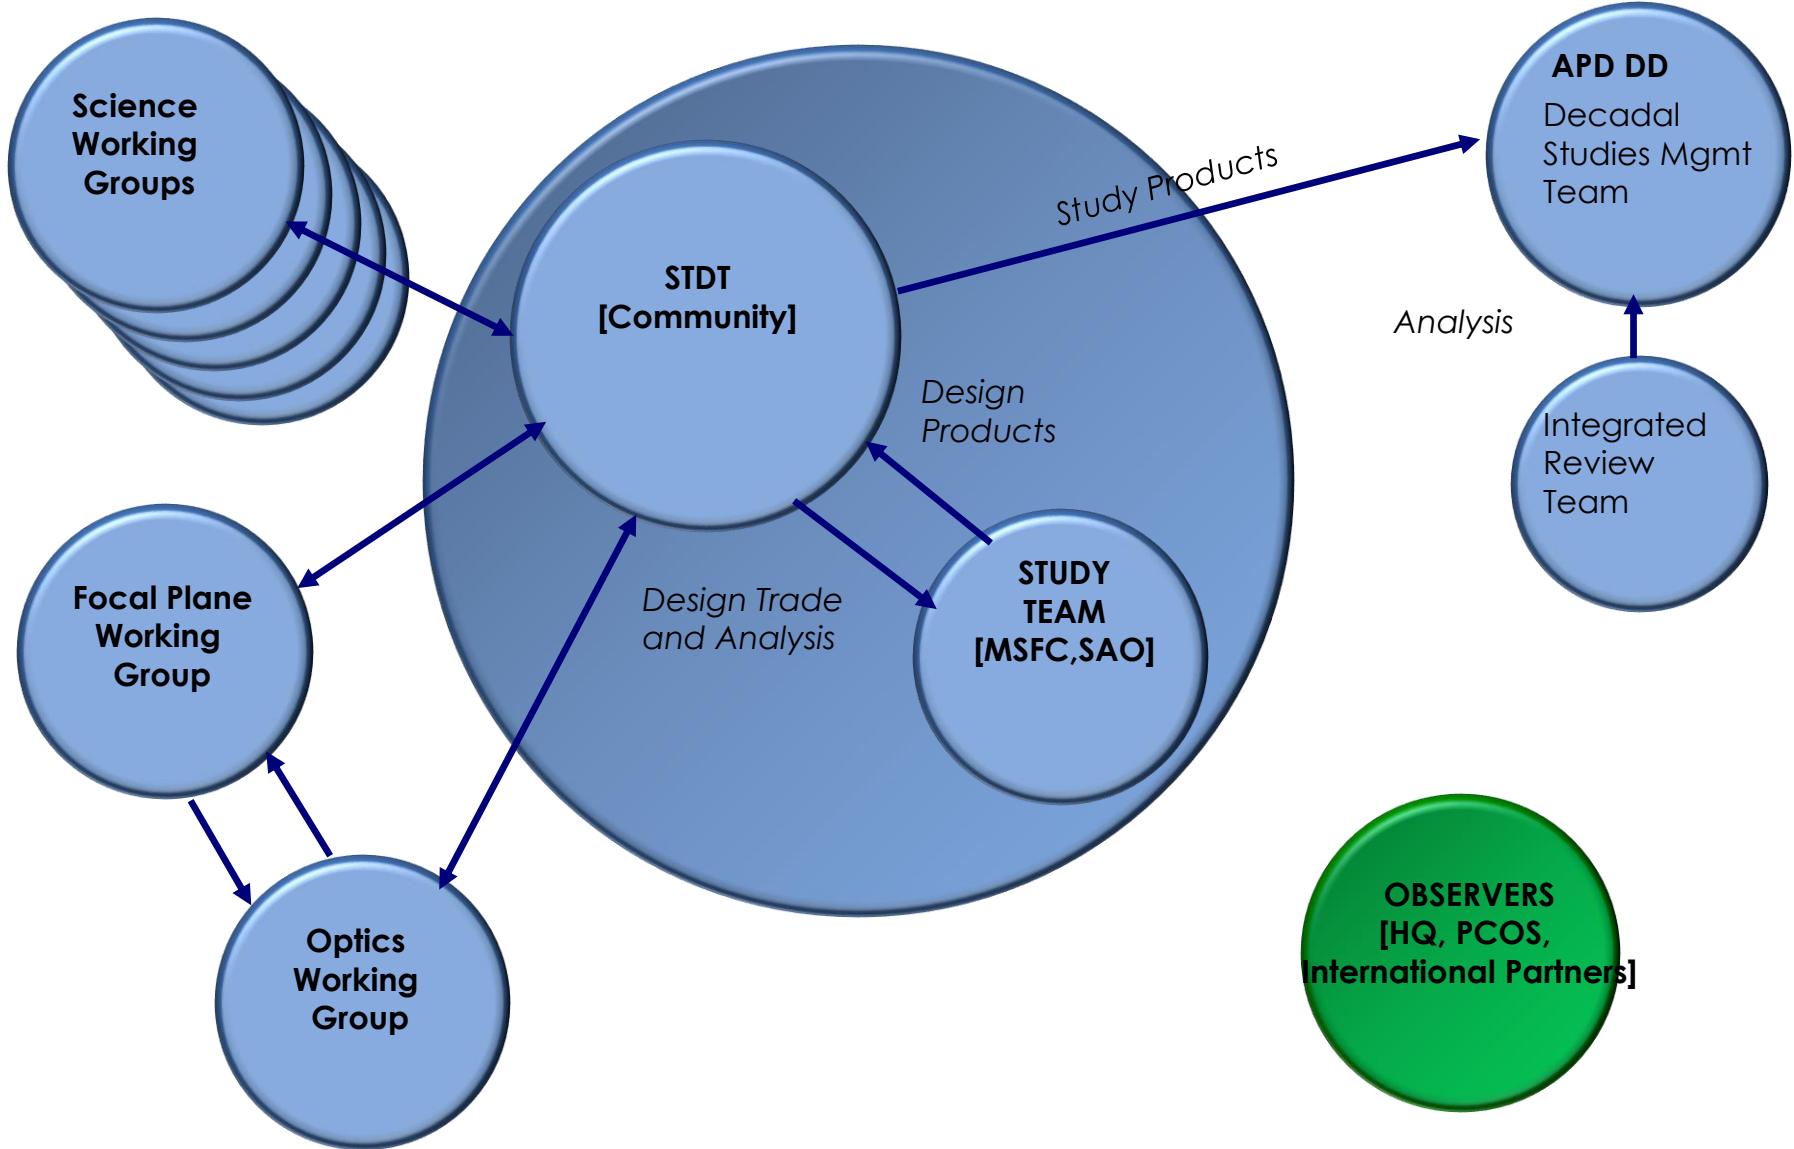 Science
Working
Groups
STDT
[Community]
Study Products
APD DD
Decadal
Studies Mgmt
Team
Analysis
Integrated
Review
Team
Design
Products
Design Trade
and Analysis
STUDY
TEAM
[MSFC,SAO]
Focal Plane
Working
Group
Optics
Working
Group
OBSERVERS
[HQ, PCOS,
International Partners]